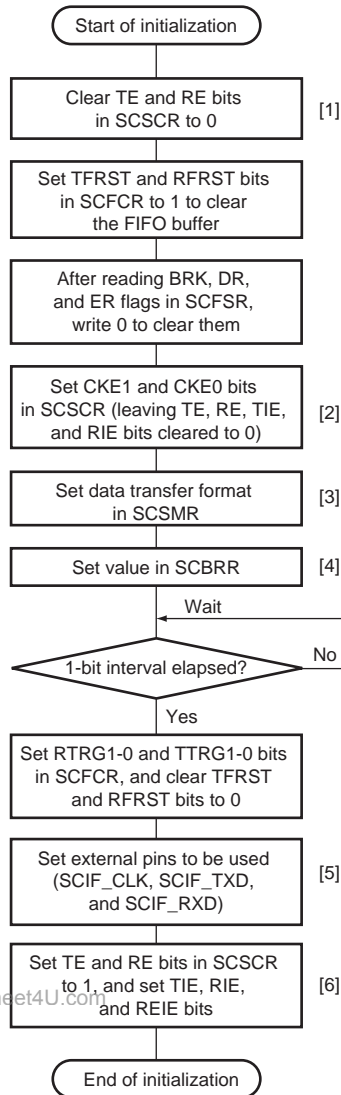 Start of initialization
Clear TE and RE bits
in SCSCR to 0
[1]
Set TFRST and RFRST bits
in SCFCR to 1 to clear
the FIFO buffer
After reading BRK, DR,
and ER flags in SCFSR,
write 0 to clear them
Set CKE1 and CKE0 bits
in SCSCR (leaving TE, RE, TIE,
and RIE bits cleared to 0)
[2]
Set data transfer format
in SCSMR
[3]
Set value in SCBRR
[4]
Wait
1-bit interval elapsed?
No
Yes
Set RTRG1-0 and TTRG1-0 bits
in SCFCR, and clear TFRST
and RFRST bits to 0
Set external pins to be used
(SCIF_CLK, SCIF_TXD,
and SCIF_RXD)
[5]
Set TE and RE bits in SCSCR
to 1, and set TIE, RIE,
and REIE bits
[6]
eet4U.com
End of initialization